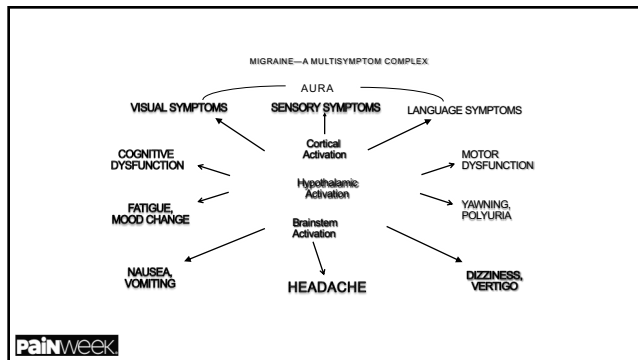 MIGRAINE—A MULTISYMPTOM COMPLEX
AURA
VISUAL SYMPTOMS
SENSORY SYMPTOMS
LANGUAGE SYMPTOMS
Cortical
Activation
COGNITIVE
DYSFUNCTION
MOTOR
DYSFUNCTION
Hypothalamic
Activation
FATIGUE,
MOOD CHANGE
YAWNING,
POLYURIA
Brainstem
Activation
NAUSEA,
VOMITING
HEADACHE
DIZZINESS,
VERTIGO
PAINWEEK.